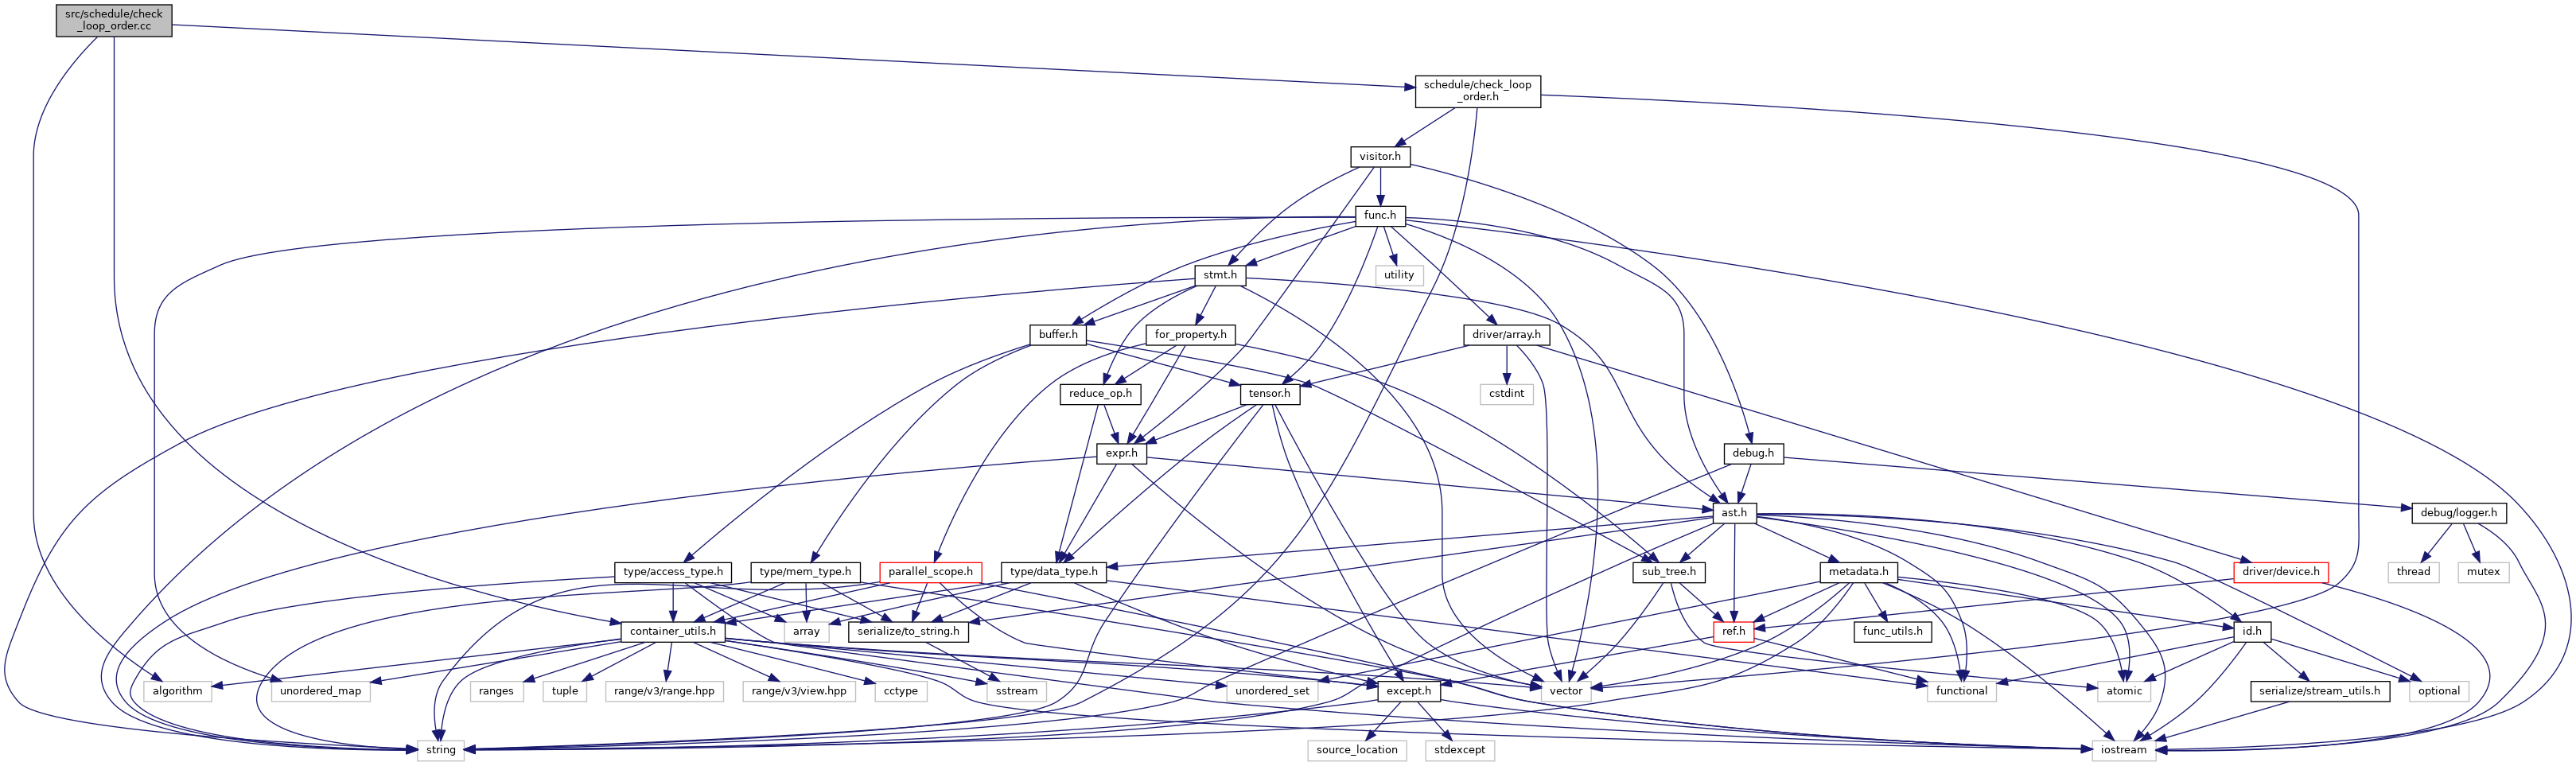 src/schedule/check
_loop_order.cc
schedule/check_loop
_order.h
visitor.h
func.h
stmt.h
utility
buffer.h
for_property.h
driver/array.h
reduce_op.h
tensor.h
cstdint
expr.h
debug.h
ast.h
debug/logger.h
type/access_type.h
type/mem_type.h
parallel_scope.h
type/data_type.h
sub_tree.h
metadata.h
driver/device.h
thread
mutex
container_utils.h
array
serialize/to_string.h
ref.h
func_utils.h
id.h
algorithm
unordered_map
ranges
tuple
range/v3/range.hpp
range/v3/view.hpp
cctype
sstream
unordered_set
except.h
vector
functional
atomic
serialize/stream_utils.h
optional
string
source_location
stdexcept
iostream